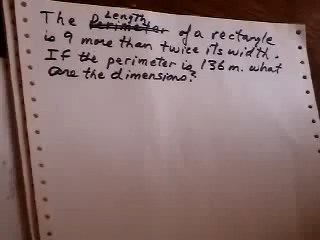 The Length of a rectangle
is 9 more than twice its width.
If the perimeter is 136 m. what
are the dimensions?